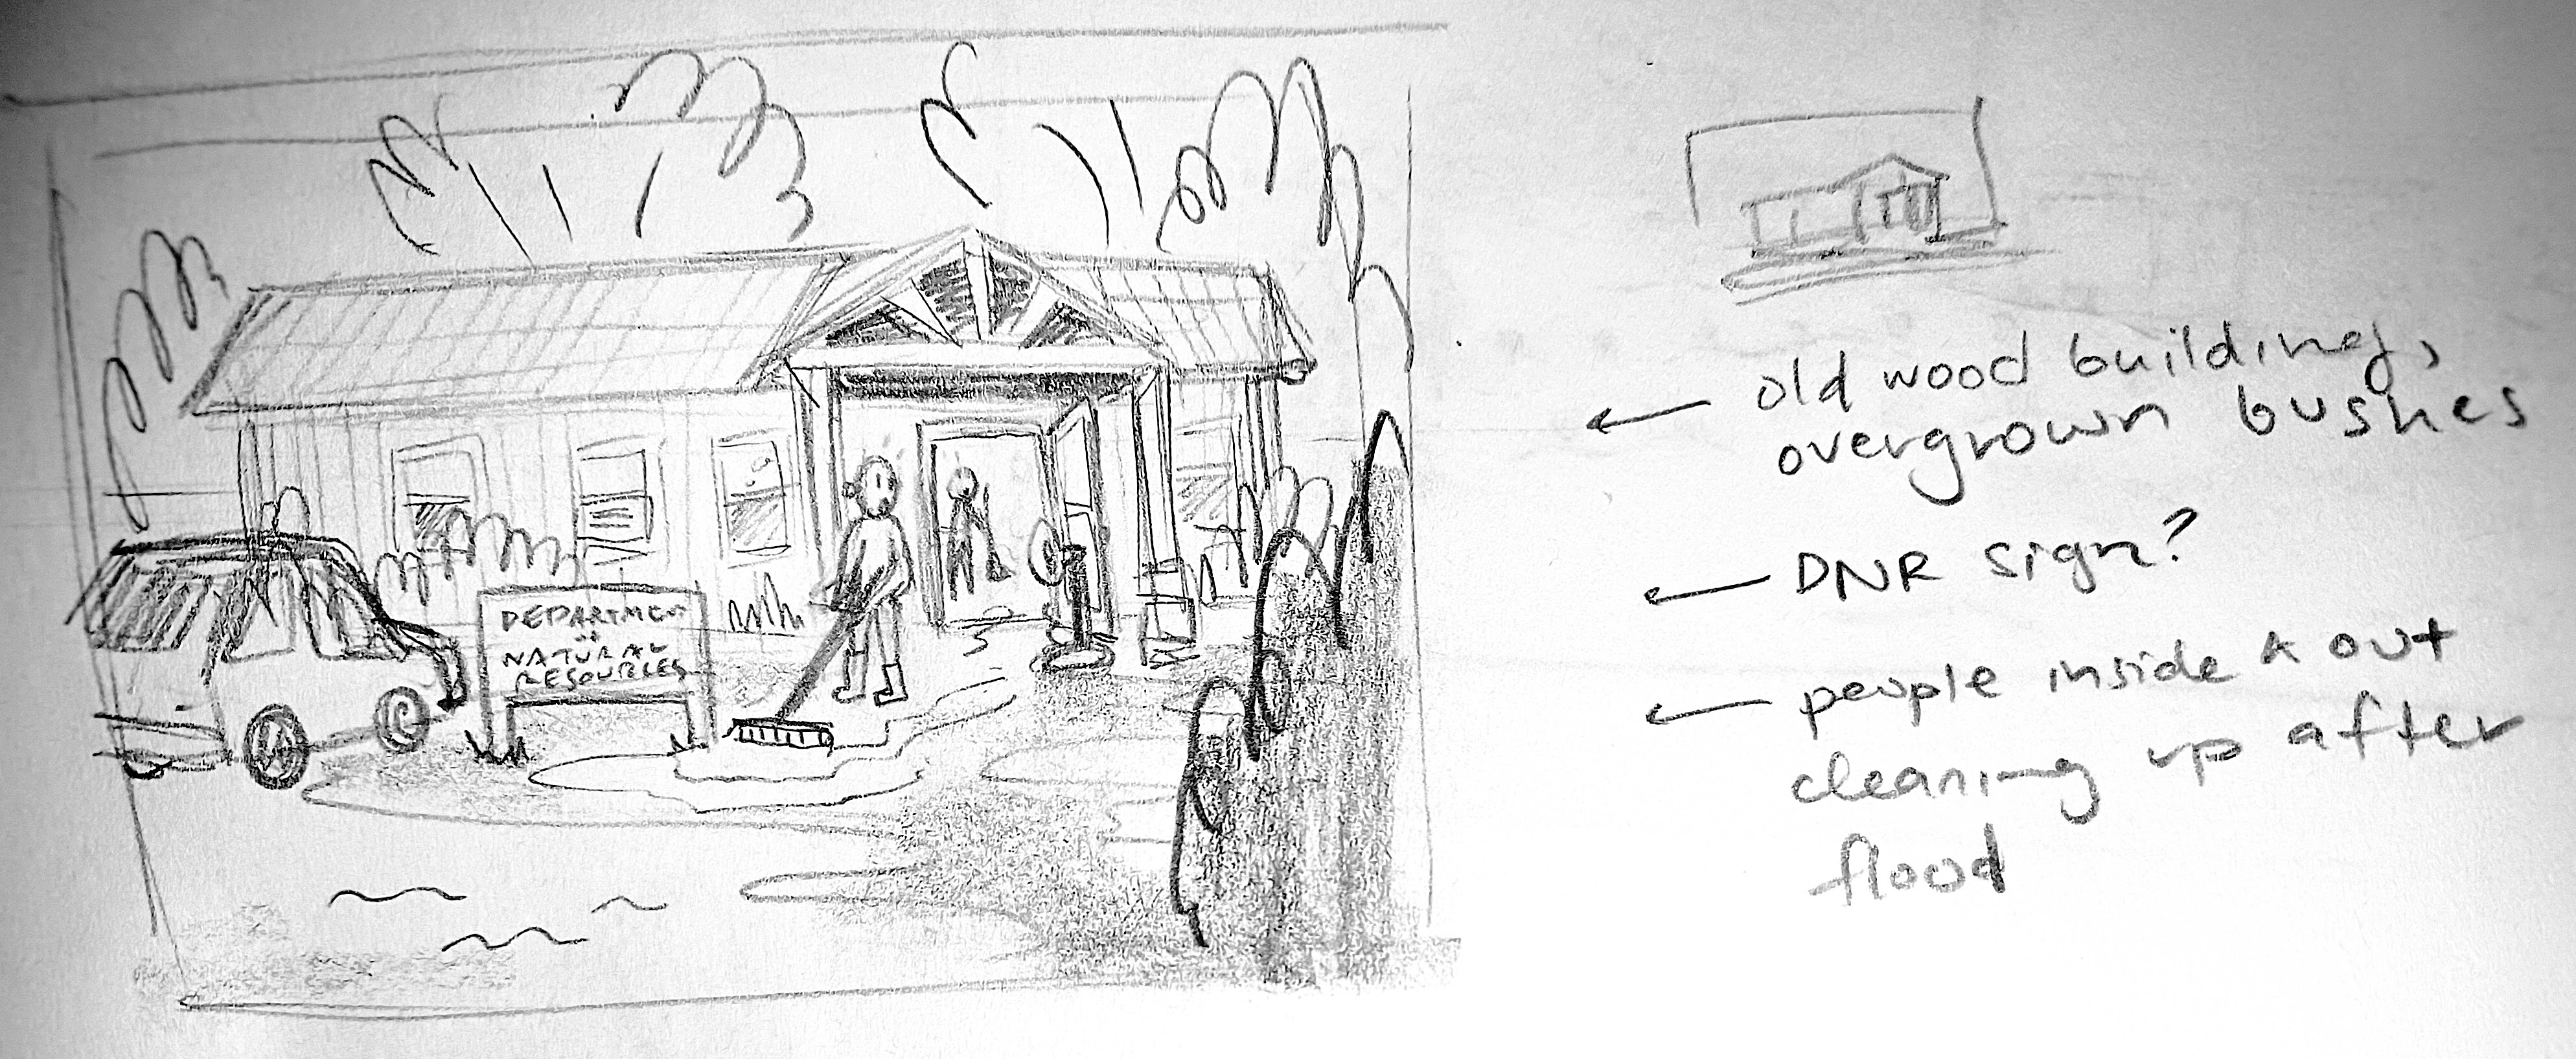 DEPARTMENT
OF
NATURAL
RESOURCES
old wood building,
overgrown bushes
DNR sign?
people inside & out
cleaning up after
flood